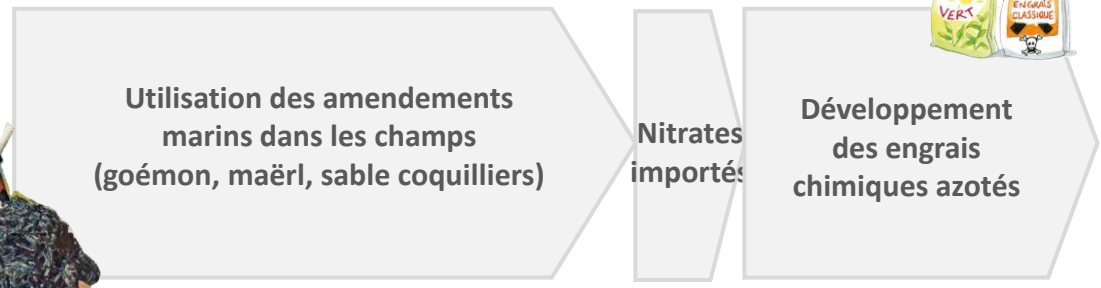 VERT
ENGRAIS
CLASSIQUE
Utilisation des amendements
marins dans les champs
(goémon, maërl, sable coquilliers)
Nitrates
importés
Développement
des engrais
chimiques azotés